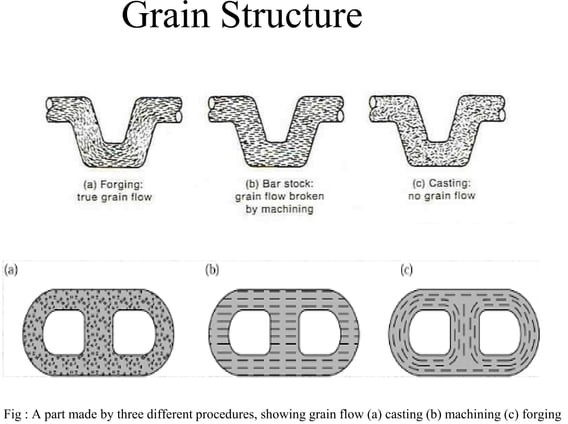 Grain Structure
(a) Forging:
true grain flow
(b) Bar stock:
grain flow broken
by machining
(c) Casting:
no grain flow
(a)
(b)
(c)
Fig : A part made by three different procedures, showing grain flow (a) casting (b) machining (c) forging